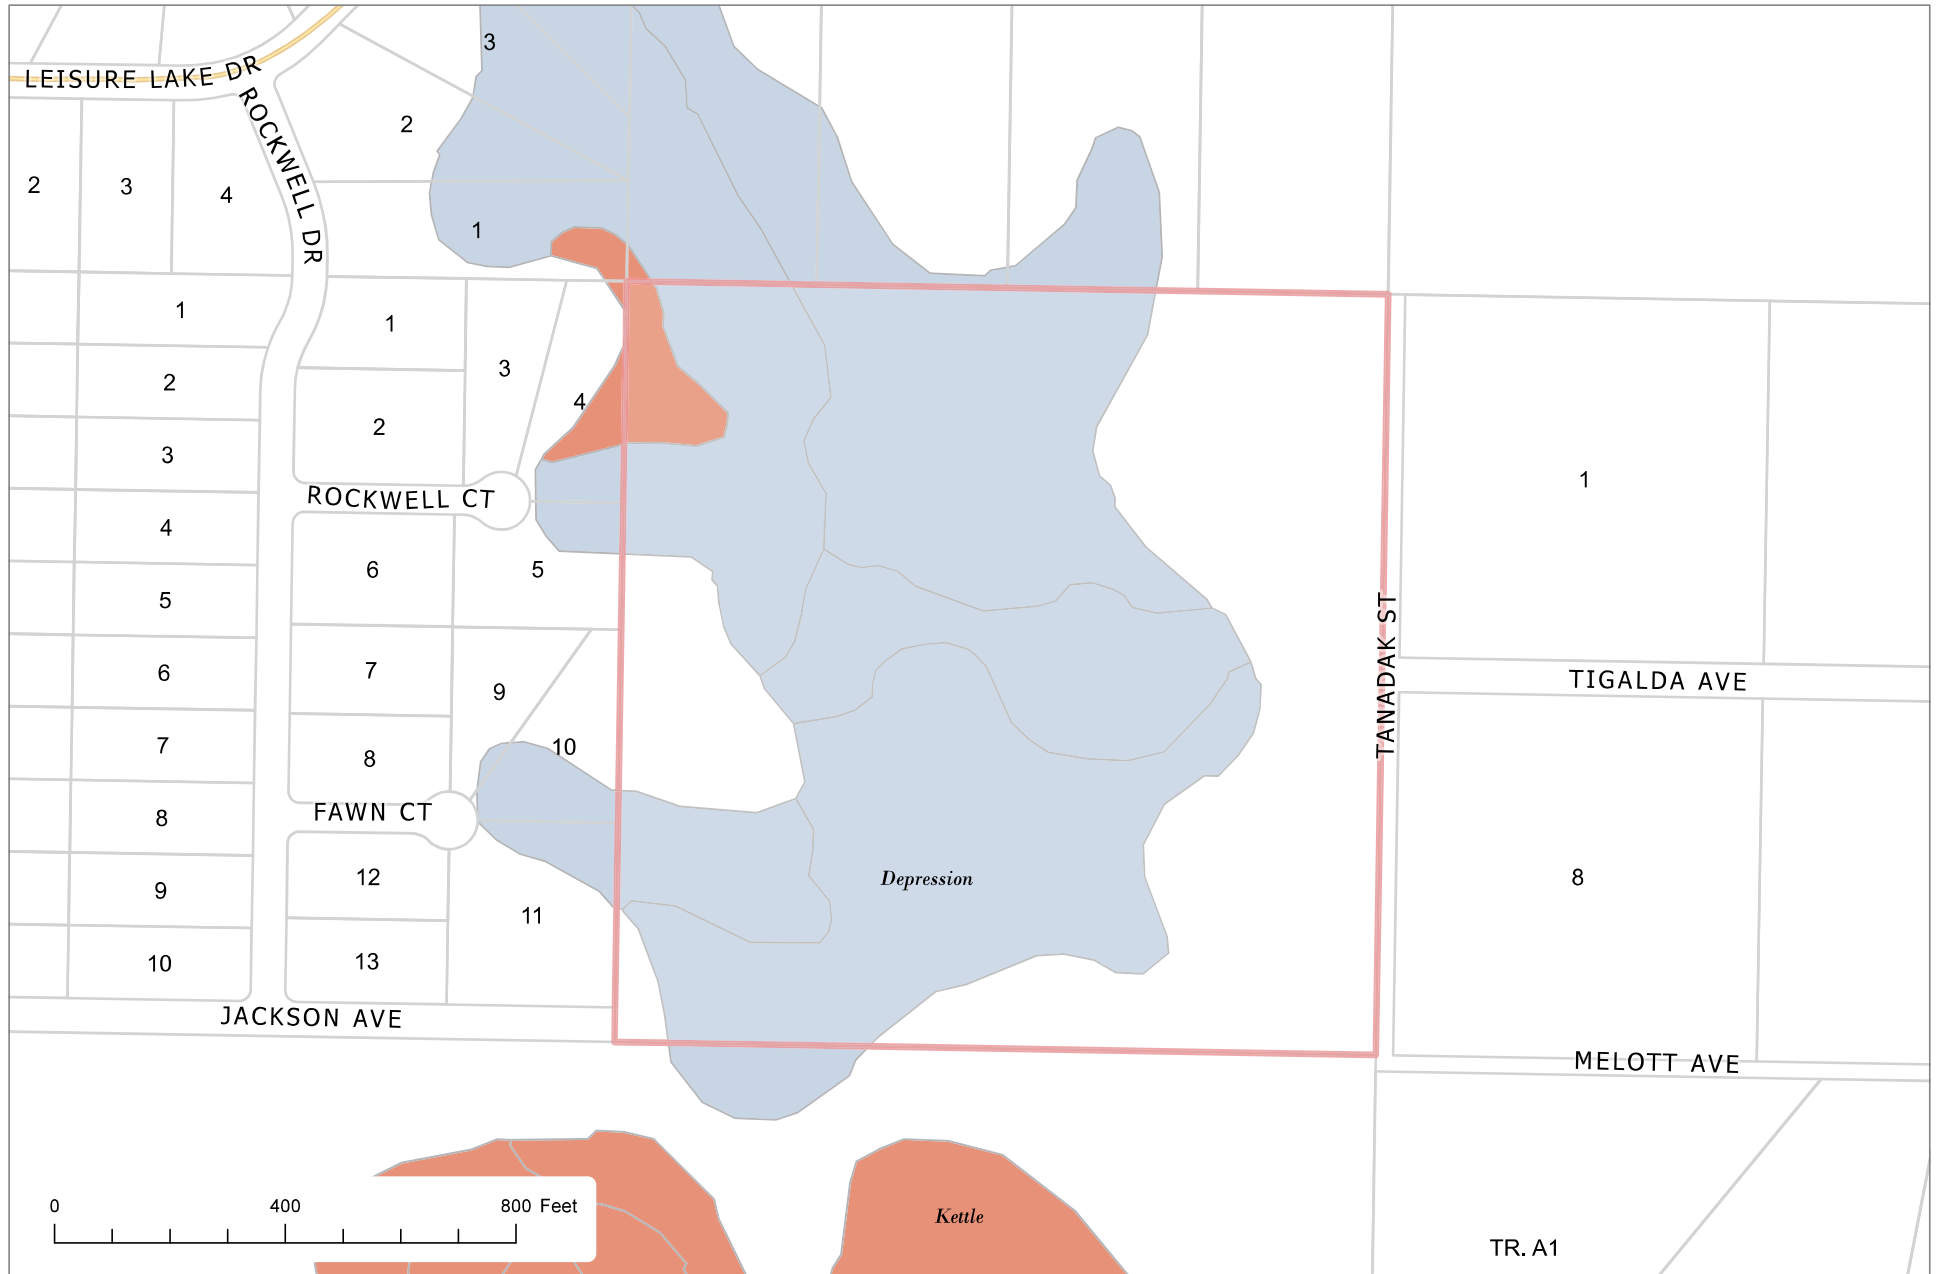 3
LEISURE LAKE DR
ROCKWELL DR
2
2
3
4
1
1
1
3
2
4
2
3
1
ROCKWELL CT
4
6
5
5
7
6
9
TIGALDA AVE
TANADAK ST
7
10
8
FAWN CT
8
12
Depression
8
9
11
13
10
JACKSON AVE
MELOTT AVE
0 400 800 Feet
Kettle
TR. A1